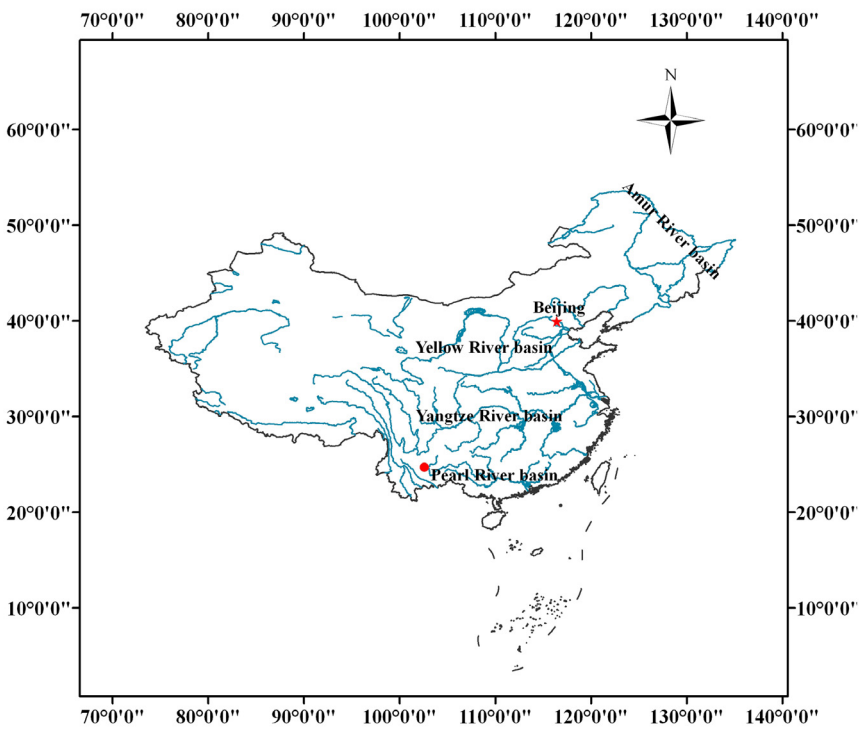 70°0'0" 80°0'0" 90°0'0" 100°0'0" 110°0'0" 120°0'0" 130°0'0" 140°0'0"
N
60°0'0" 60°0'0"
Amur River basin
50°0'0" 50°0'0"
Beijing
40°0'0" 40°0'0"
Yellow River basin
Yangtze River basin
30°0'0" 30°0'0"
Pearl River basin
20°0'0" 20°0'0"
10°0'0" 10°0'0"
70°0'0" 80°0'0" 90°0'0" 100°0'0" 110°0'0" 120°0'0" 130°0'0" 140°0'0"